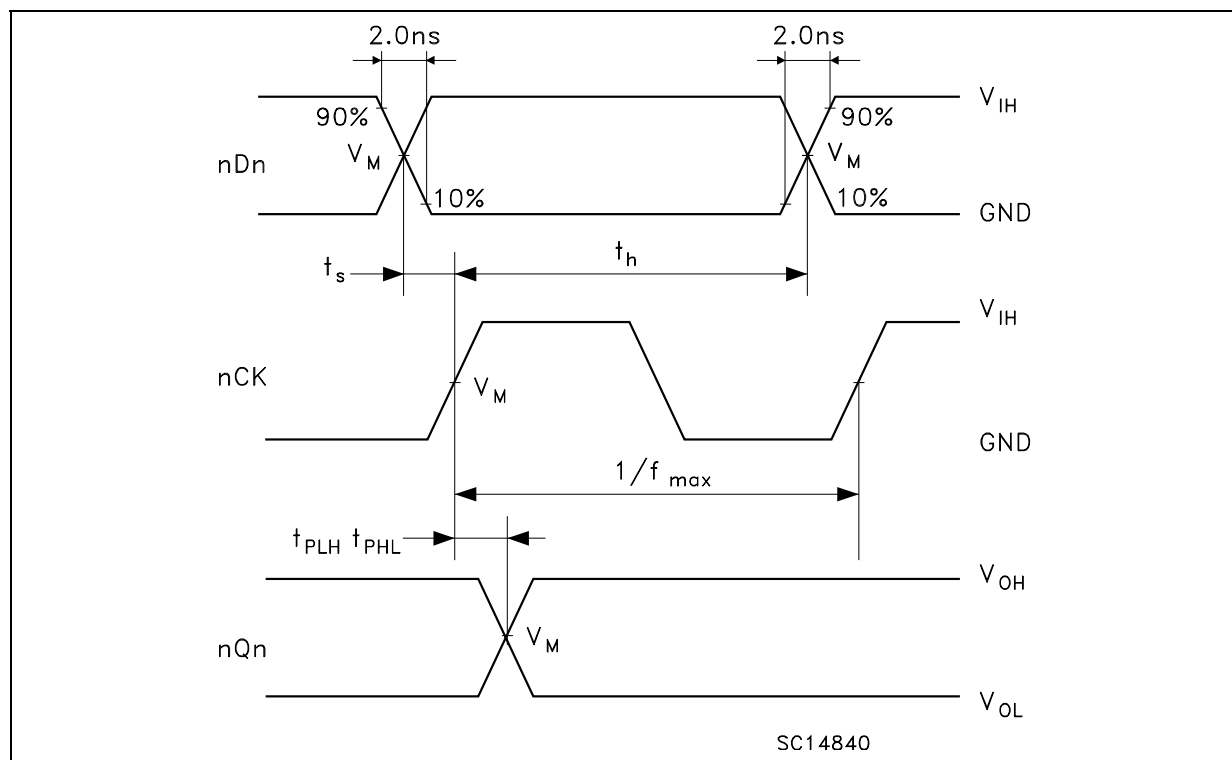 2.0ns 2.0ns
V_IH
90% 90%
nDn V_M V_M
10% 10%
GND
t_s t_h
V_IH
nCK V_M
GND
1/f max
t_PLH t_PHL
V_OH
nQn V_M
V_OL
SC14840